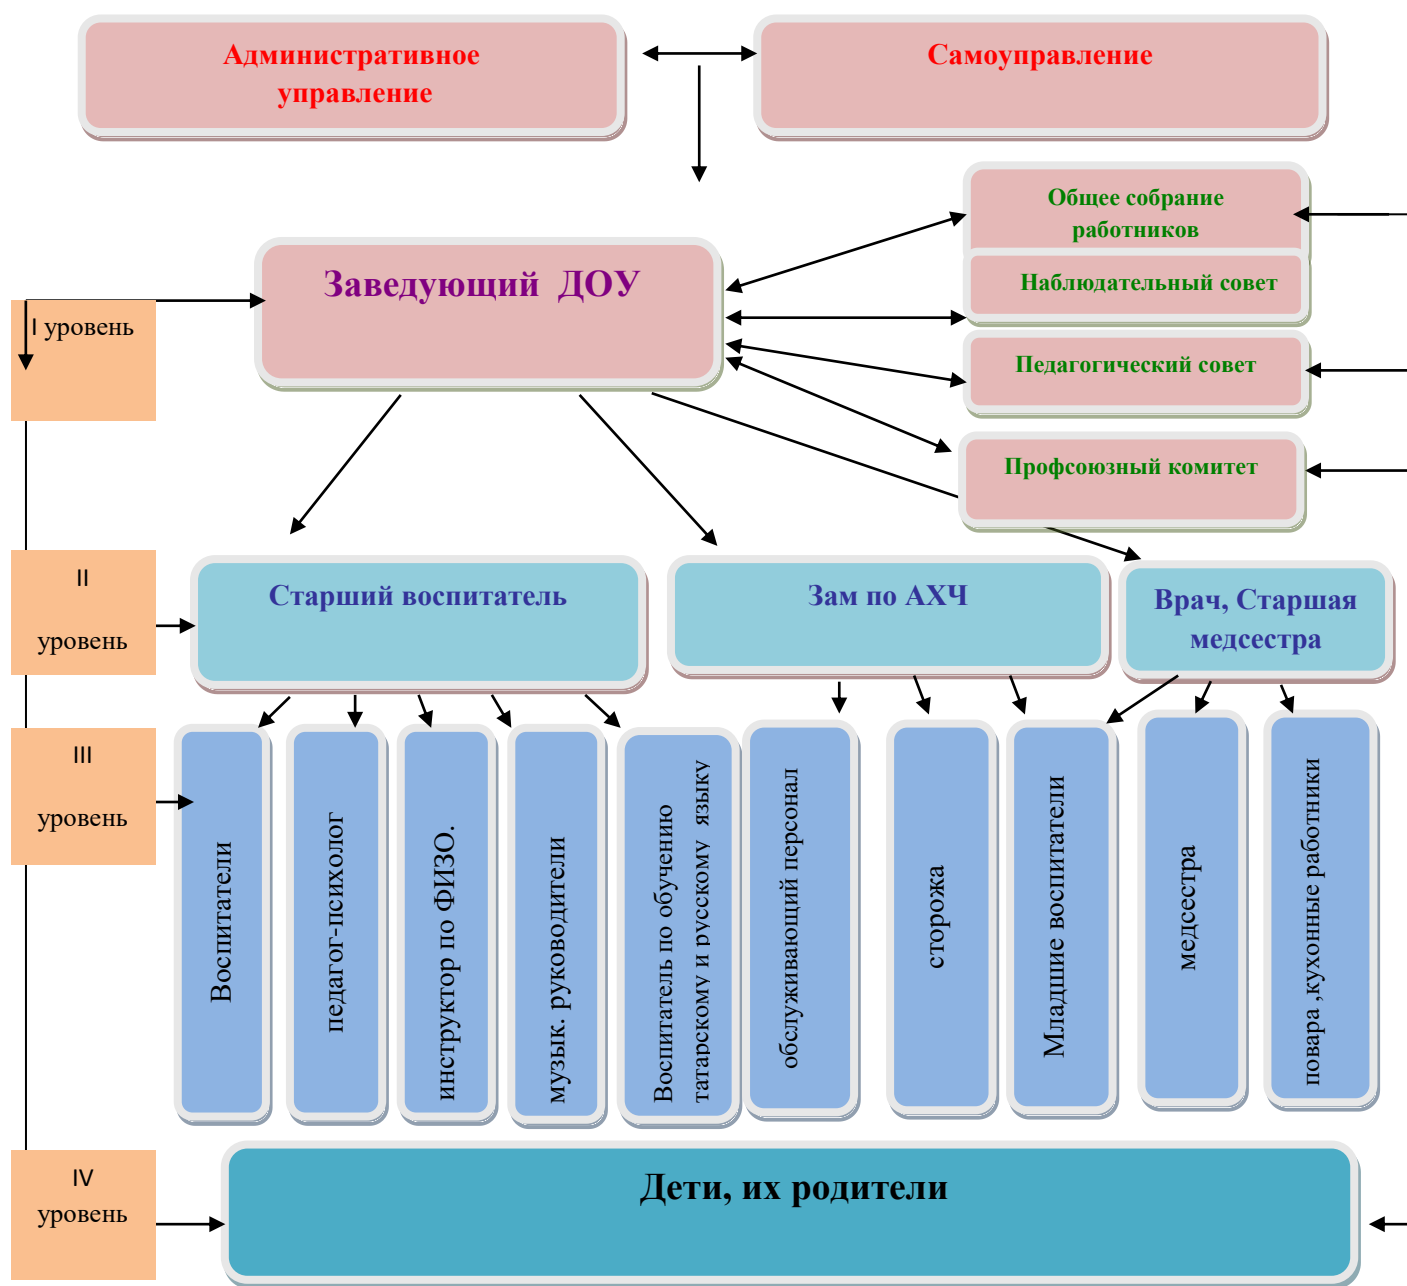 Административное
управление
Самоуправление
Общее собрание
работников
Заведующий ДОУ
Наблюдательный совет
I уровень
Педагогический совет
Профсоюзный комитет
II
уровень
Старший воспитатель
Зам по АХЧ
Врач, Старшая
медсестра
III
уровень
Воспитатели
педагог-психолог
инструктор по ФИЗО.
музык. руководители
Воспитатель по обучению
татарскому и русскому языку
обслуживающий персонал
сторожа
Младшие воспитатели
медсестра
повара ,кухонные работники
IV
уровень
Дети, их родители